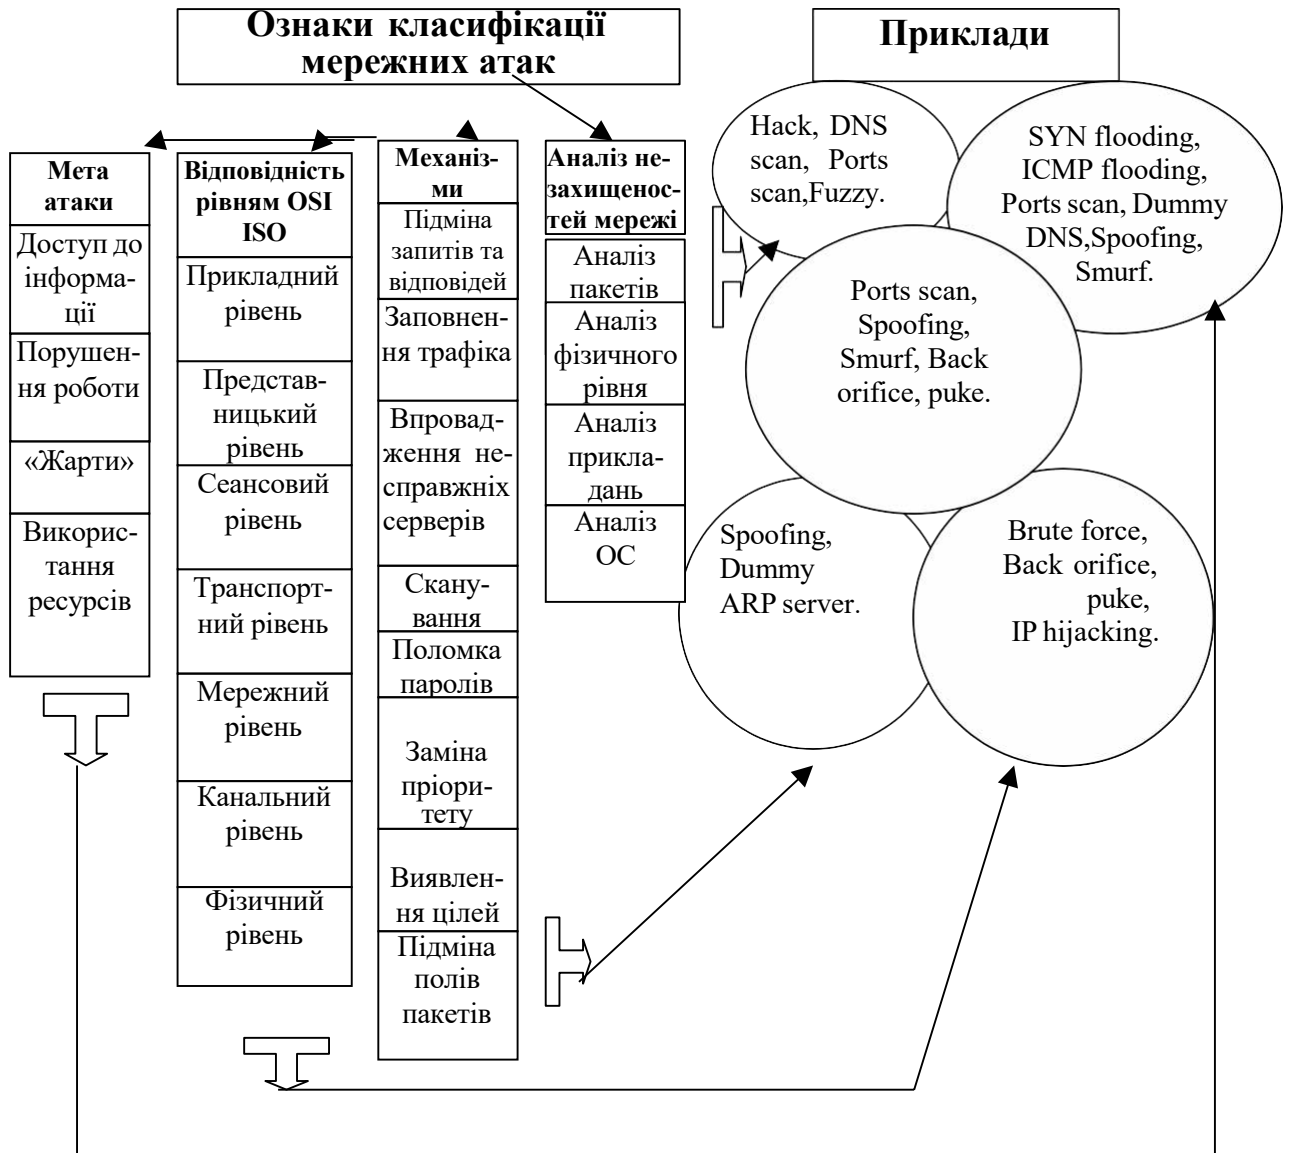 Ознаки класифікації
мережних атак
Приклади
Мета
атаки
Доступ до
інформа-
ції
Порушен-
ня роботи
«Жарти»
Викорис-
тання
ресурсів
Відповідність
рівням OSI
ISO
Прикладний
рівень
Представ-
ницький
рівень
Сеансовий
рівень
Транспорт-
ний рівень
Мережний
рівень
Канальний
рівень
Фізичний
рівень
Механіз-
ми
Підміна
запитів та
відповідей
Заповнен-
ня трафіка
Впровад-
ження не-
справжніх
серверів
Скану-
вання
Поломка
паролів
Заміна
пріори-
тету
Виявлен-
ня цілей
Підміна
полів
пакетів
Аналіз не-
захищенос-
тей мережі
Аналіз
пакетів
Аналіз
фізичного
рівня
Аналіз
прикла-
дань
Аналіз
ОС
Hack, DNS
scan, Ports
scan,Fuzzy.
SYN flooding,
ICMP flooding,
Ports scan, Dummy
DNS,Spoofing,
Smurf.
Ports scan,
Spoofing,
Smurf, Back
orifice, puke.
Spoofing,
Dummy
ARP server.
Brute force,
Back orifice,
puke,
IP hijacking.